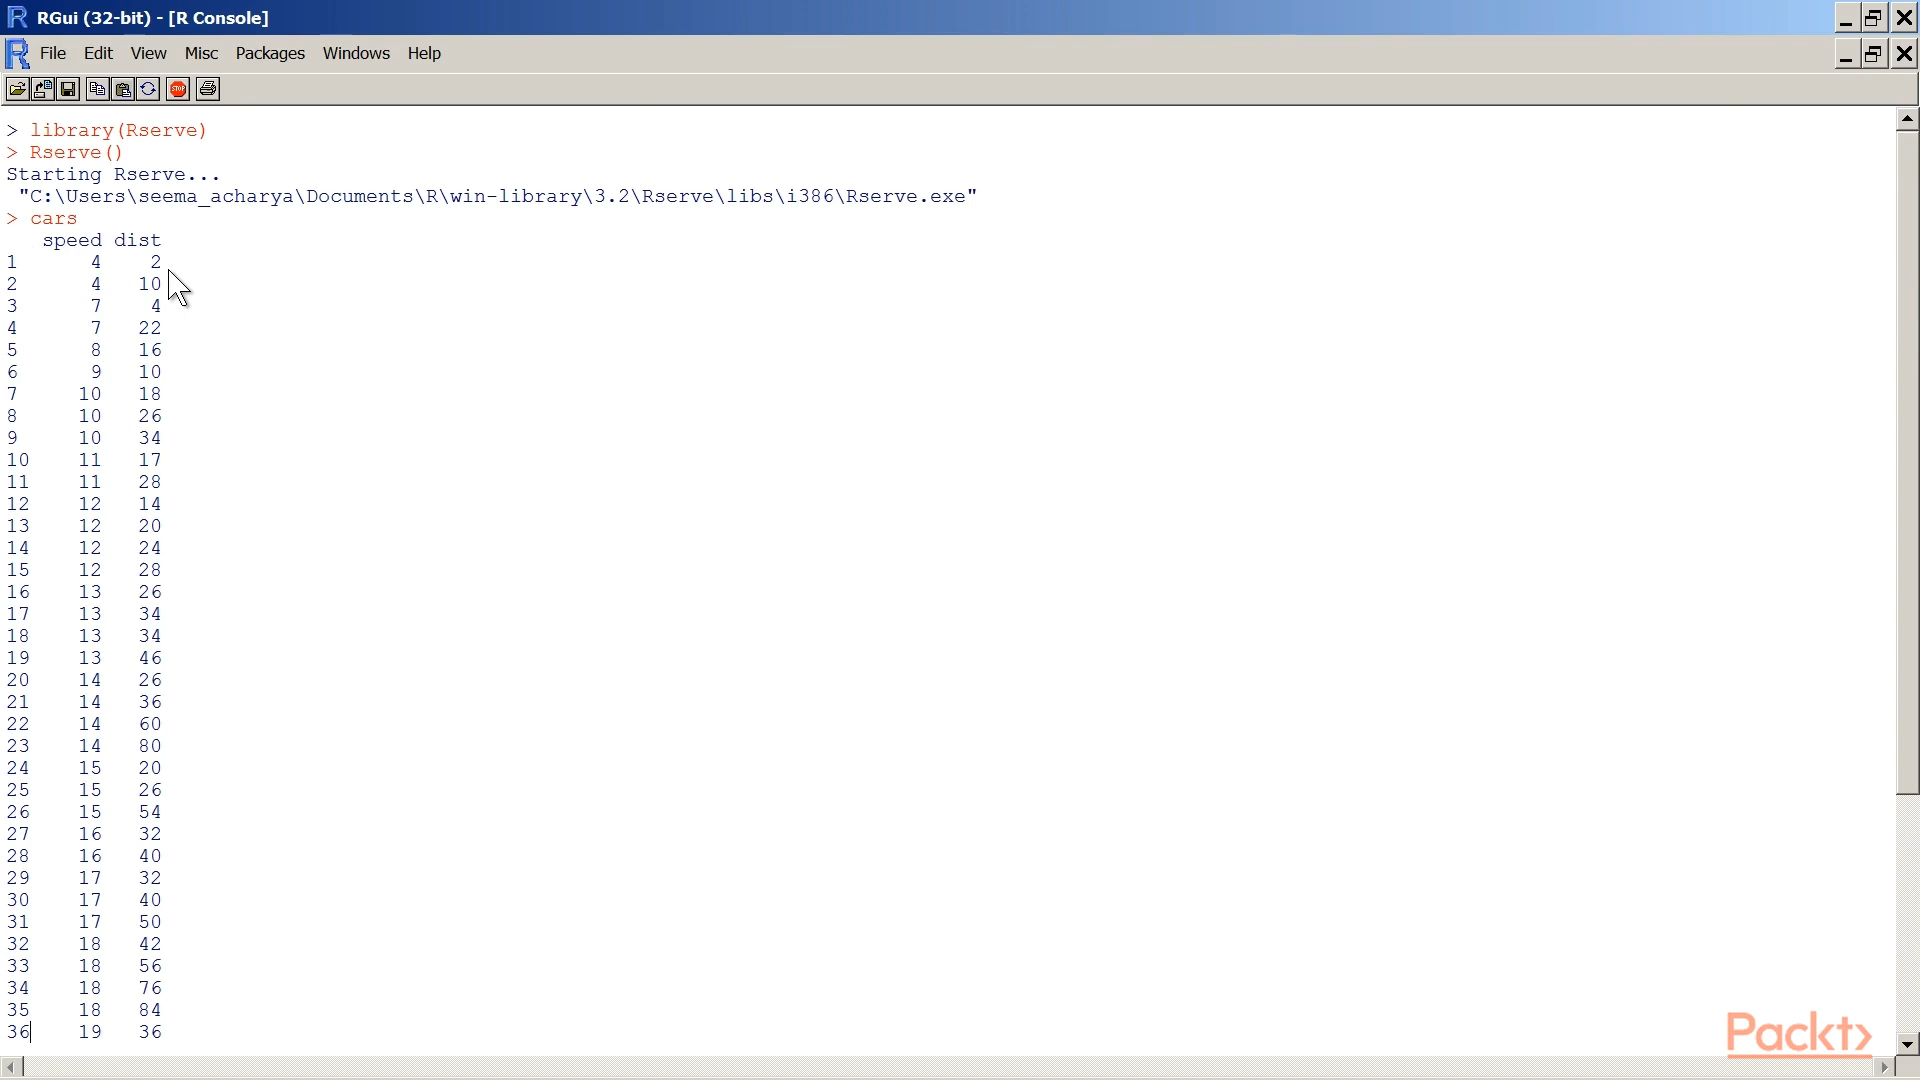 RGui (32-bit) - [R Console]
File Edit View Misc Packages Windows Help
STOP
> library(Rserve)
> Rserve()
Starting Rserve...
 "C:\Users\seema_acharya\Documents\R\win-library\3.2\Rserve\libs\i386\Rserve.exe"
> cars
   speed dist
1      4    2
2      4   10
3      7    4
4      7   22
5      8   16
6      9   10
7     10   18
8     10   26
9     10   34
10    11   17
11    11   28
12    12   14
13    12   20
14    12   24
15    12   28
16    13   26
17    13   34
18    13   34
19    13   46
20    14   26
21    14   36
22    14   60
23    14   80
24    15   20
25    15   26
26    15   54
27    16   32
28    16   40
29    17   32
30    17   40
31    17   50
32    18   42
33    18   56
34    18   76
35    18   84
36    19   36
Packt>